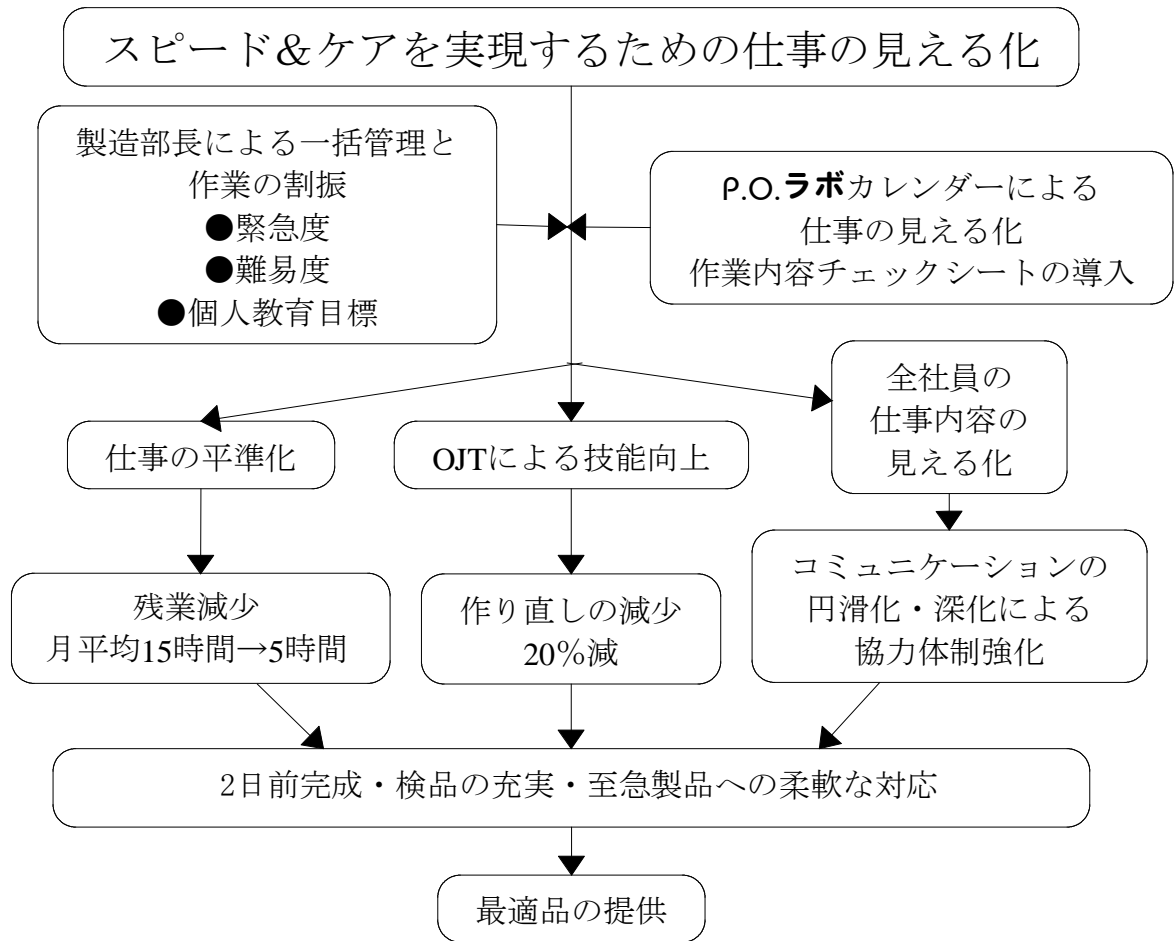 スピード&ケアを実現するための仕事の見える化
製造部長による一括管理と
作業の割振
●緊急度
●難易度
●個人教育目標
P.O.ラボカレンダーによる
仕事の見える化
作業内容チェックシートの導入
仕事の平準化
OJTによる技能向上
全社員の
仕事内容の
見える化
残業減少
月平均15時間→5時間
作り直しの減少
20%減
コミュニケーションの
円滑化・深化による
協力体制強化
2日前完成・検品の充実・至急製品への柔軟な対応
最適品の提供